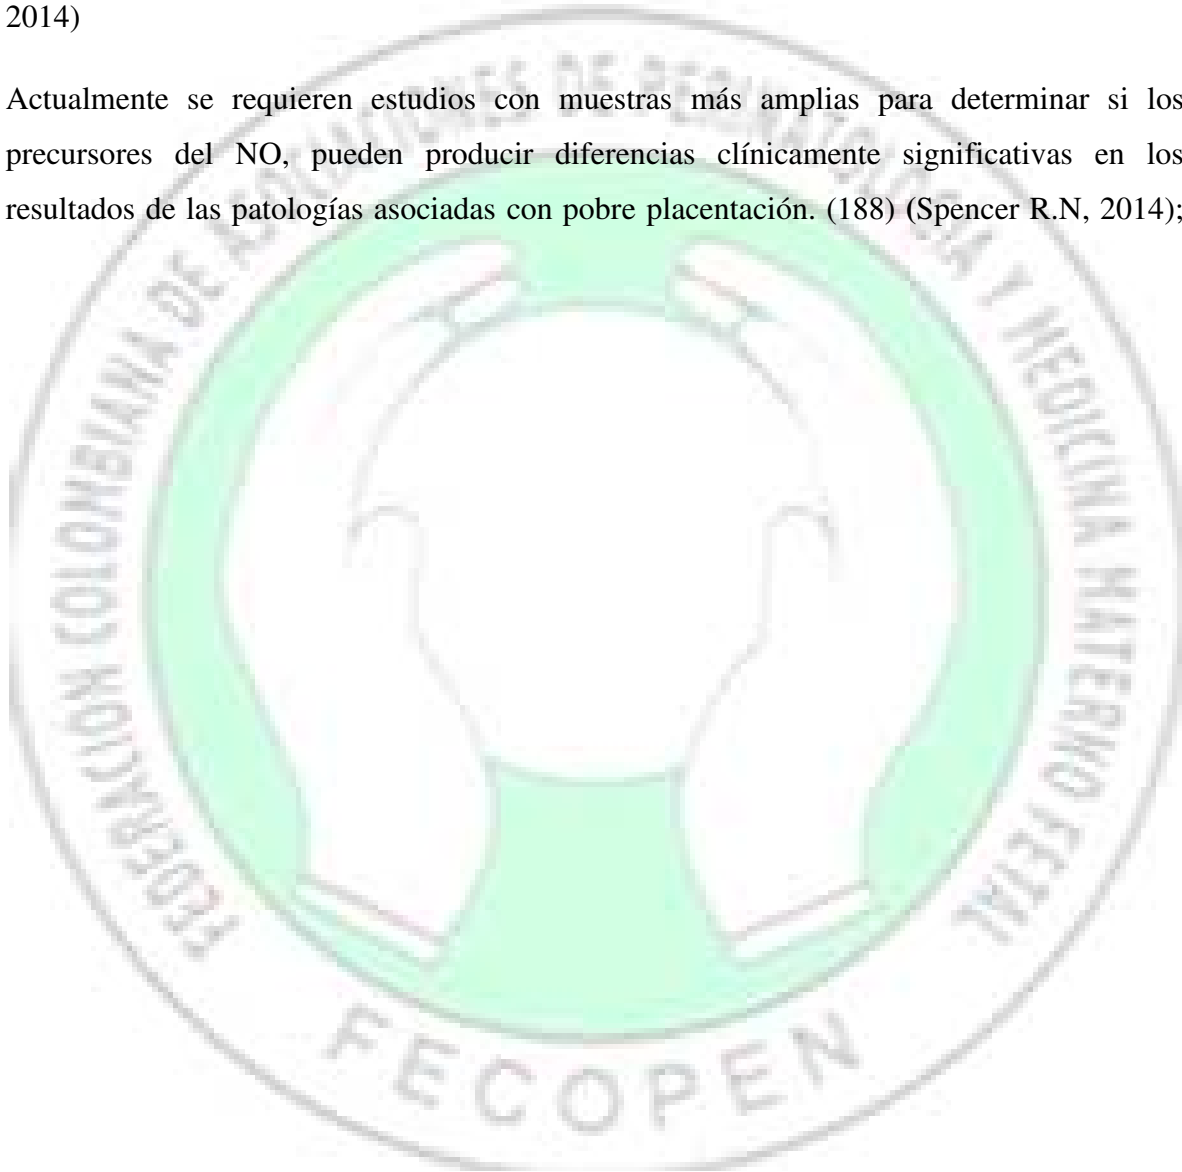 2014)
Actualmente se requieren estudios con muestras más amplias para determinar si los
precursores del NO, pueden producir diferencias clínicamente significativas en los
resultados de las patologías asociadas con pobre placentación. (188) (Spencer R.N, 2014);
FEDERACIÓN COLOMBIANA DE ASOCIACIONES DE PERINATOLOGÍA Y MEDICINA MATERNO FETAL
FECOPEN